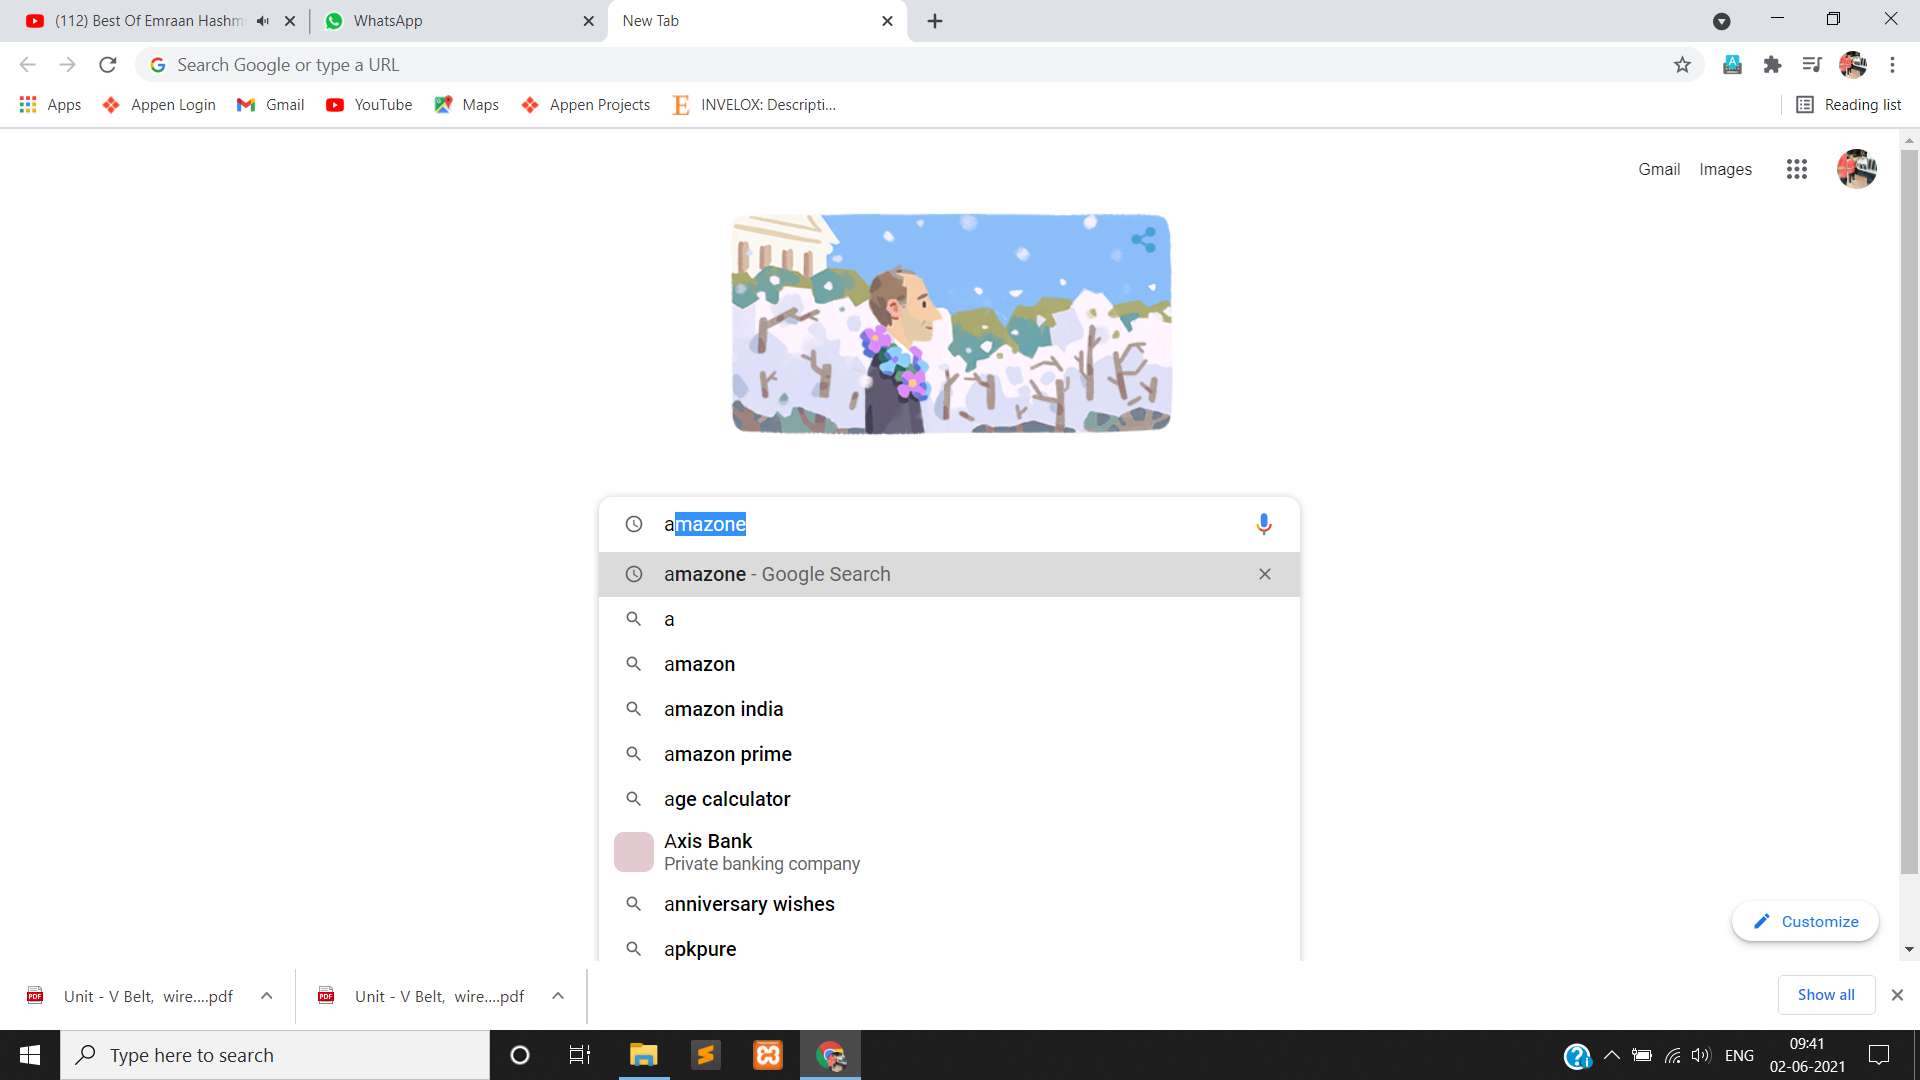 (112) Best Of Emraan Hashm
WhatsApp
New Tab
Search Google or type a URL
Apps
Appen Login
Gmail
YouTube
Maps
Appen Projects
INVELOX: Descripti...
Reading list
Gmail
Images
amazone
amazone - Google Search
a
amazon
amazon india
amazon prime
age calculator
Axis Bank
Private banking company
anniversary wishes
apkpure
Customize
Unit - V Belt, wire....pdf
Unit - V Belt, wire....pdf
Show all
Type here to search
ENG
09:41
02-06-2021